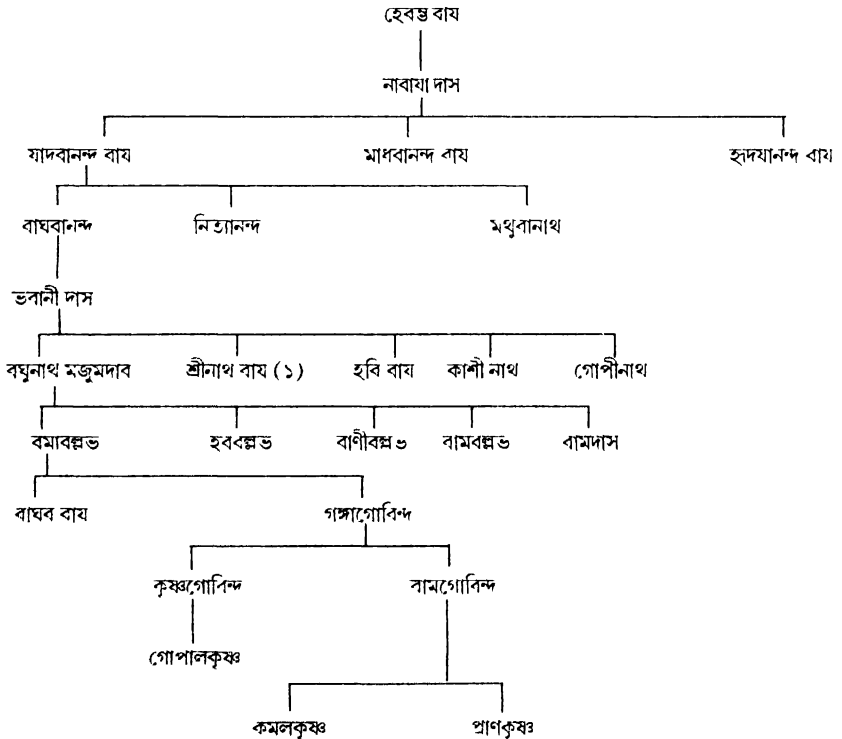 হেবম্ভ বায
নাবাযা দাস
যাদবানন্দ বায মাধবানন্দ বায হৃদযানন্দ বায
বাঘবানন্দ নিত্যানন্দ মথুবানাথ
ভবানী দাস
বঘুনাথ মজুমদাব শ্রীনাথ বায (১) হবি বায কাশী নাথ গোপীনাথ
বমাবল্লভ হববল্লভ বাণীবল্লভ বামবল্লভ বামদাস
বাঘব বায গঙ্গাগোবিন্দ
কৃষ্ণগোবিন্দ বামগোবিন্দ
গোপালকৃষ্ণ
কমলকৃষ্ণ প্রাণকৃষ্ণ